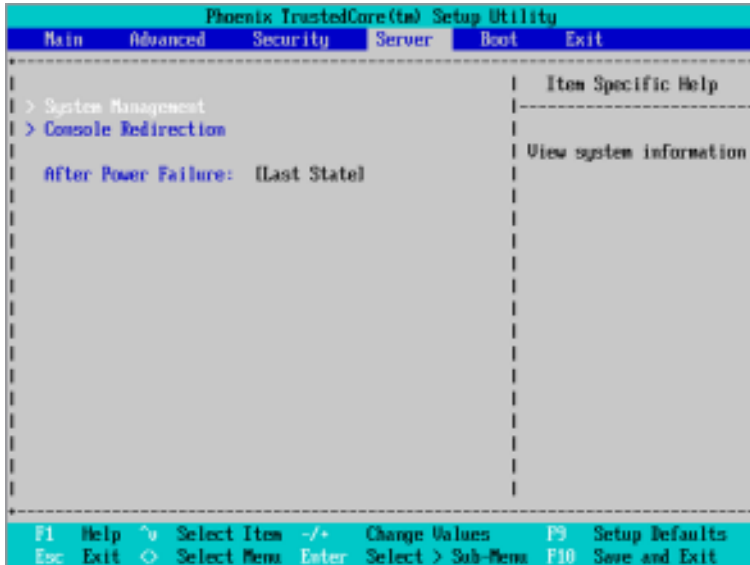 Phoenix TrustedCore(tm) Setup Utility
Main Advanced Security Server Boot Exit
Item Specific Help
> System Management
> Console Redirection
View system information
After Power Failure: [Last State]
F1 Help ^v Select Item -/+ Change Values F9 Setup Defaults
Esc Exit <> Select Menu Enter Select > Sub-Menu F10 Save and Exit